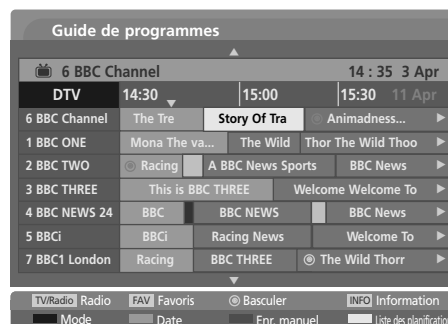 Guide de programmes
6 BBC Channel 14 : 35 3 Apr
DTV 14:30 15:00 15:30 11 Apr
6 BBC Channel The Tre Story Of Tra Animadness...
1 BBC ONE Mona The va... The Wild Thor The Wild Thoo
2 BBC TWO Racing A BBC News Sports BBC News
3 BBC THREE This is BBC THREE Welcome Welcome To
4 BBC NEWS 24 BBC BBC NEWS BBC News
5 BBCi BBCi Racing News Welcome To
7 BBC1 London Racing BBC THREE The Wild Thorr
TV/Radio Radio FAV Favoris Basculer INFO Information
Mode Date Enr. manuel Liste des planification